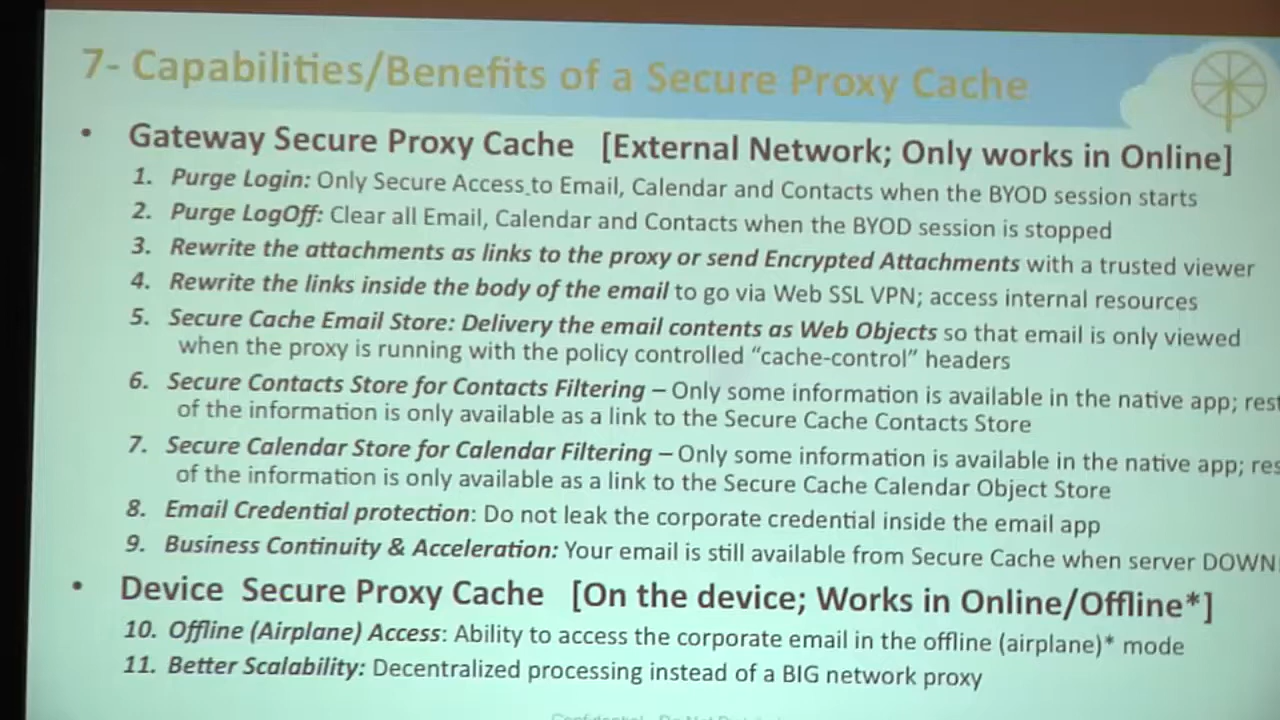 7- Capabilities/Benefits of a Secure Proxy Cache
• Gateway Secure Proxy Cache [External Network; Only works in Online]
1. Purge Login: Only Secure Access to Email, Calendar and Contacts when the BYOD session starts
2. Purge LogOff: Clear all Email, Calendar and Contacts when the BYOD session is stopped
3. Rewrite the attachments as links to the proxy or send Encrypted Attachments with a trusted viewer
4. Rewrite the links inside the body of the email to go via Web SSL VPN; access internal resources
5. Secure Cache Email Store: Delivery the email contents as Web Objects so that email is only viewed
when the proxy is running with the policy controlled “cache-control” headers
6. Secure Contacts Store for Contacts Filtering – Only some information is available in the native app; rest
of the information is only available as a link to the Secure Cache Contacts Store
7. Secure Calendar Store for Calendar Filtering – Only some information is available in the native app; res
of the information is only available as a link to the Secure Cache Calendar Object Store
8. Email Credential protection: Do not leak the corporate credential inside the email app
9. Business Continuity & Acceleration: Your email is still available from Secure Cache when server DOWN
• Device Secure Proxy Cache [On the device; Works in Online/Offline*]
10. Offline (Airplane) Access: Ability to access the corporate email in the offline (airplane)* mode
11. Better Scalability: Decentralized processing instead of a BIG network proxy